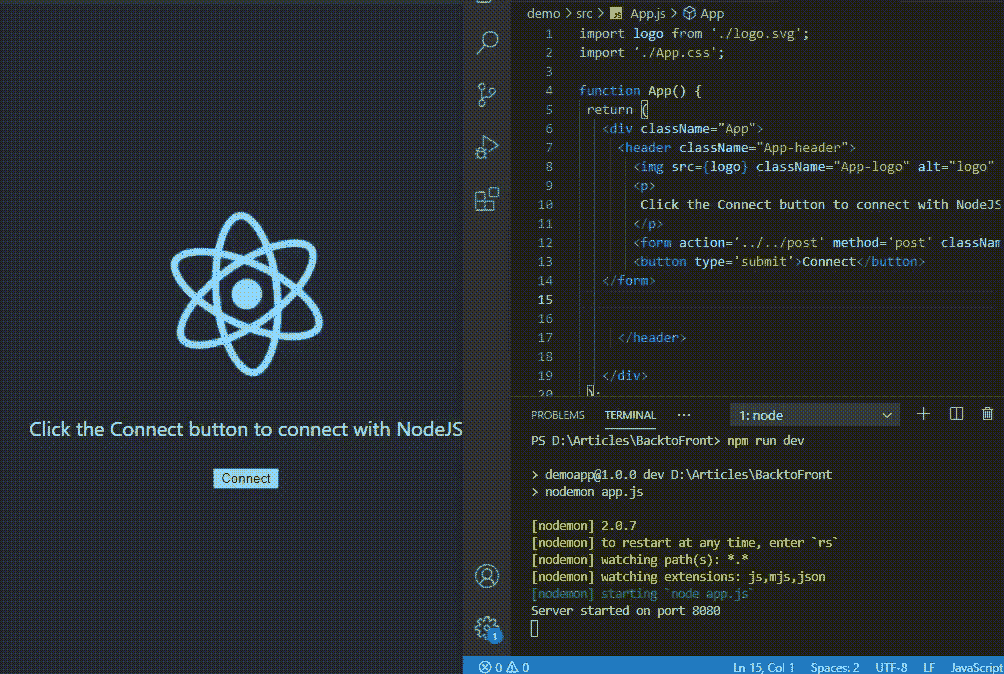 Click the Connect button to connect with NodeJS
Connect
demo > src > App.js > App
1 import logo from './logo.svg';
2 import './App.css';
3
4 function App() {
5 return (
6 <div className="App">
7 <header className="App-header">
8 <img src={logo} className="App-logo" alt="logo"
9 <p>
10 Click the Connect button to connect with NodeJS
11 </p>
12 <form action='../../post' method='post' classNam
13 <button type='submit'>Connect</button>
14 </form>
15
16
17 </header>
18
19 </div>
20 );
PROBLEMS TERMINAL ... 1: node
PS D:\Articles\BacktoFront> npm run dev
> demoapp@1.0.0 dev D:\Articles\BacktoFront
> nodemon app.js
[nodemon] 2.0.7
[nodemon] to restart at any time, enter `rs`
[nodemon] watching path(s): *.*
[nodemon] watching extensions: js,mjs,json
[nodemon] starting `node app.js`
Server started on port 8080
1
0 0 Ln 15, Col 1 Spaces: 2 UTF-8 LF JavaScript